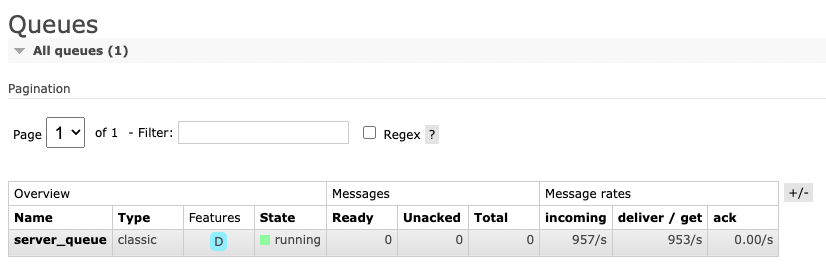 Queues
All queues (1)
Pagination
Page 1 of 1 - Filter: Regex ?
Overview Messages Message rates +/-
Name Type Features State Ready Unacked Total incoming deliver / get ack
server_queue classic D running 0 0 0 957/s 953/s 0.00/s